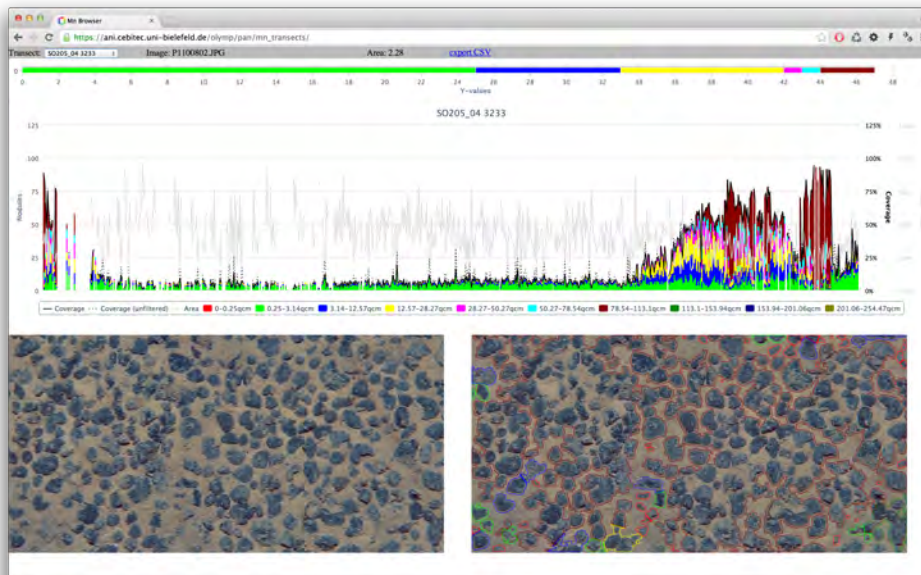 Mn Browser
https://ani.cebitec.uni-bielefeld.de/olymp/pan/mn_transects/
Transect: SO205_04 3233 Image: P1100802.JPG Area: 2.28 export CSV
0
0 2 4 6 8 10 12 14 16 18 20 22 24 26 28 30 32 34 36 38 40 42 44 46 48
Y-values
SO205_04 3233
125 125%
100 100%
75 75%
50 50%
25 25%
0 0%
Nodules
Coverage
Coverage Coverage (unfiltered) Area 0-0.25qcm 0.25-3.14qcm 3.14-12.57qcm 12.57-28.27qcm 28.27-50.27qcm 50.27-78.54qcm 78.54-113.1qcm 113.1-153.94qcm 153.94-201.06qcm 201.06-254.47qcm